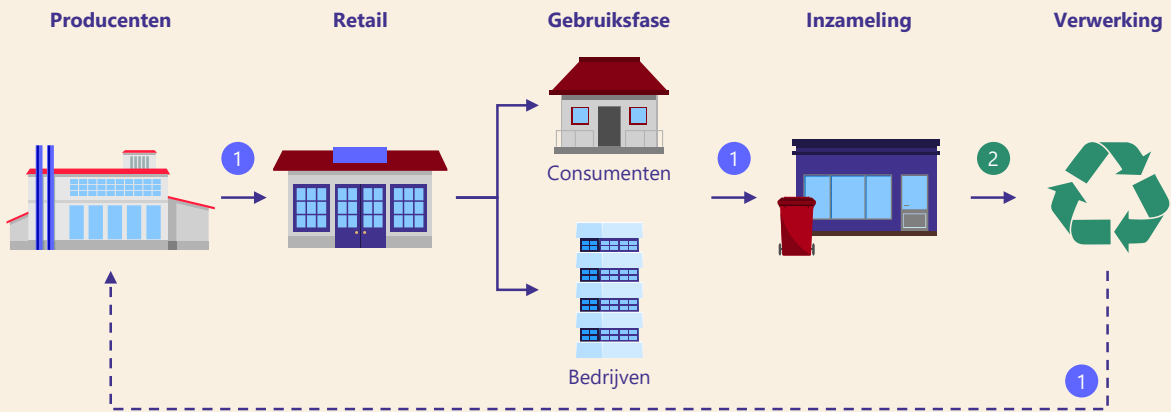 Producenten
Retail
Gebruiksfase
Inzameling
Verwerking
1
Consumenten
1
2
Bedrijven
1